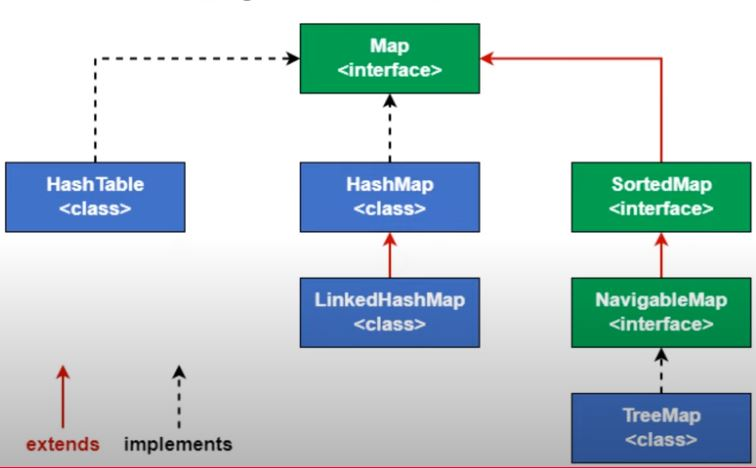 Map
<interface>
HashTable
<class>
HashMap
<class>
SortedMap
<interface>
LinkedHashMap
<class>
NavigableMap
<interface>
TreeMap
<class>
extends
implements